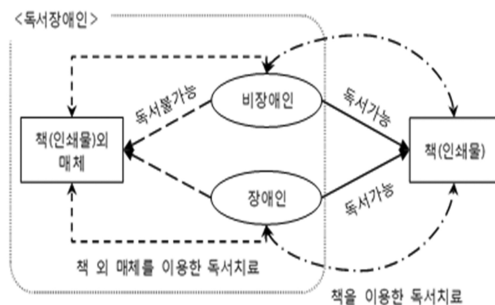 <독서장애인>
비장애인
독서불가능
독서가능
책(인쇄물)외
매체
책(인쇄물)
장애인
독서가능
책 외 매체를 이용한 독서치료
책을 이용한 독서치료